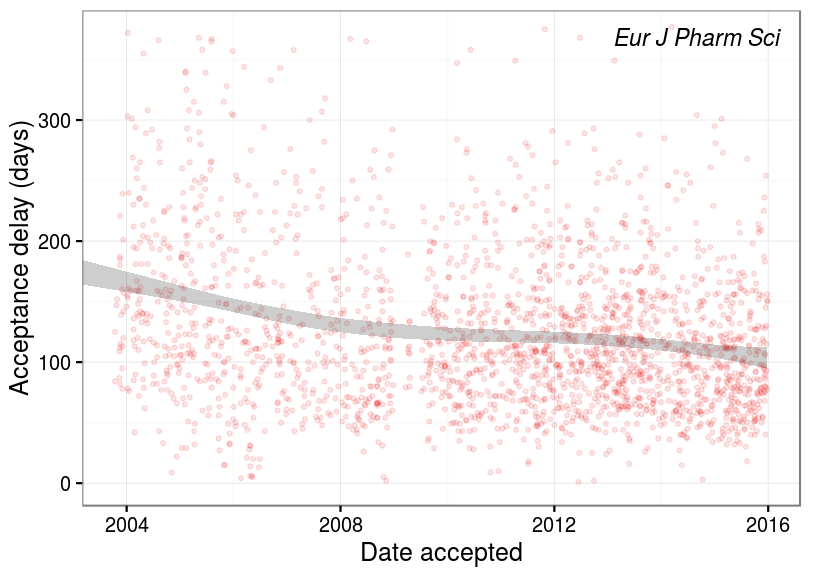 Eur J Pharm Sci
Acceptance delay (days)
300
200
100
0
2004 2008 2012 2016
Date accepted